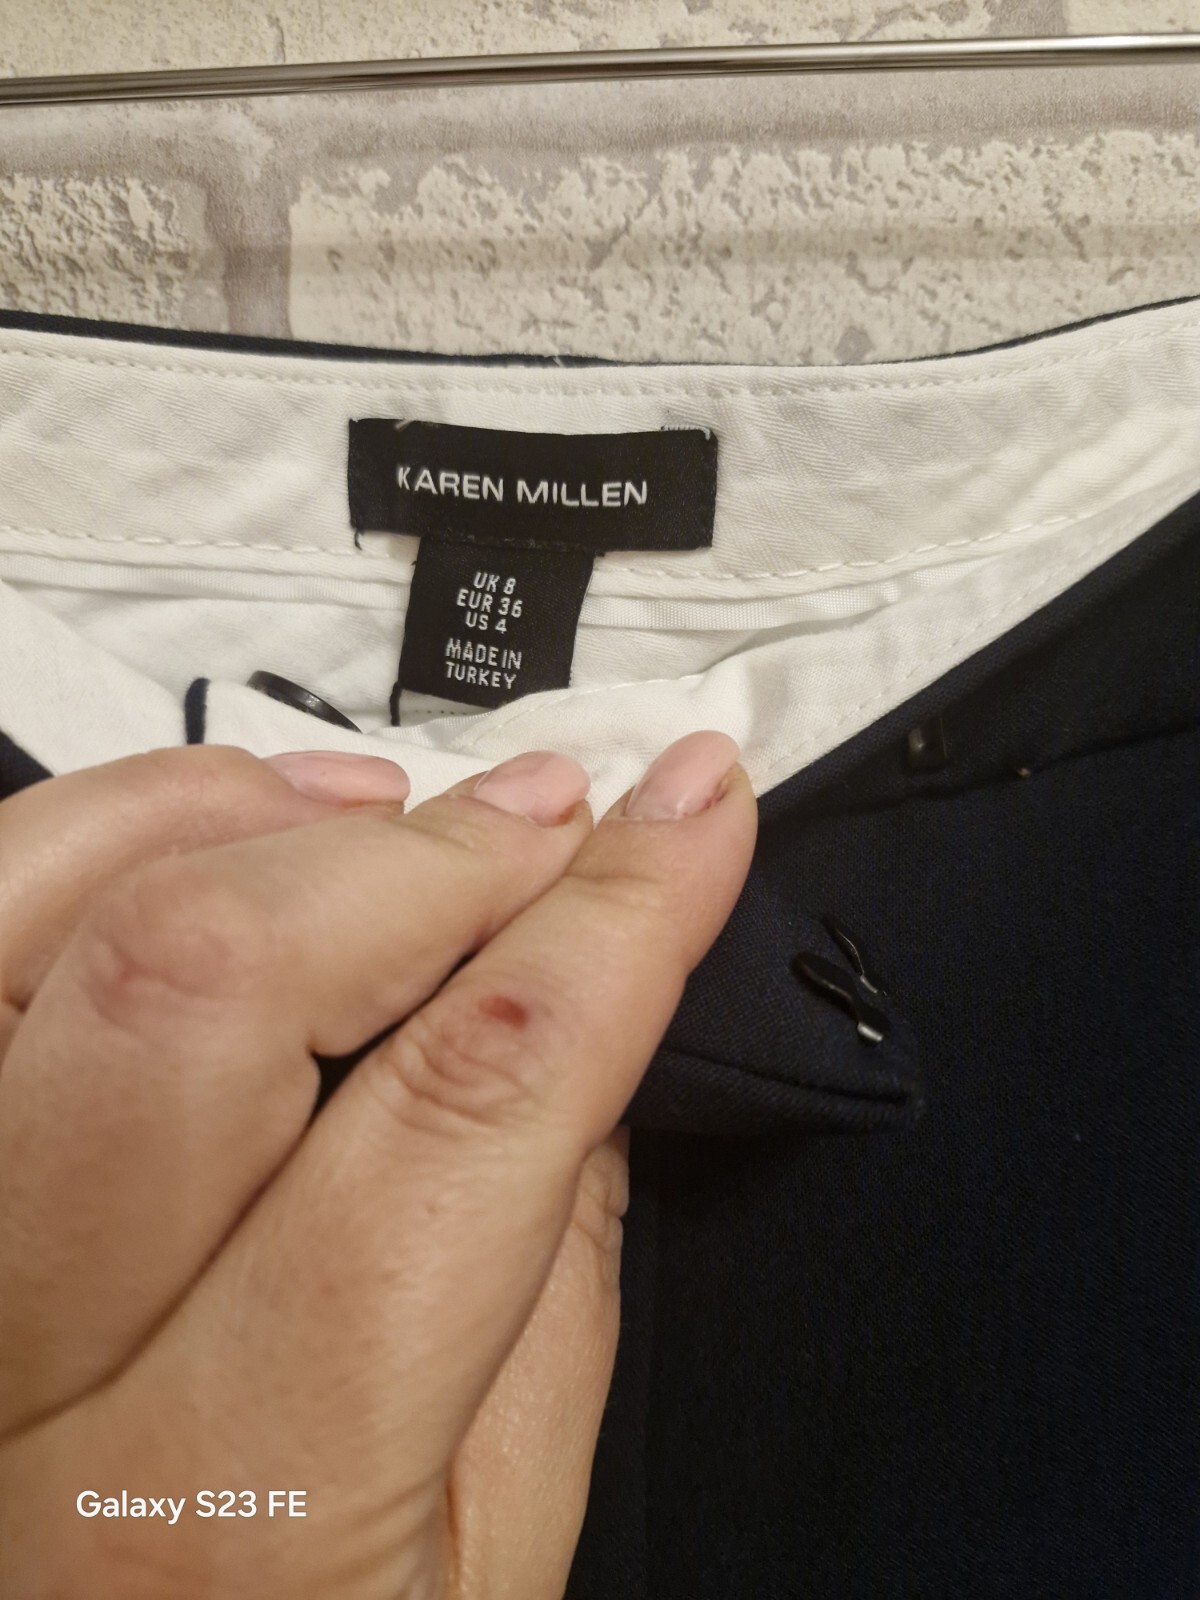 KAREN MILLEN
UK 8
EUR 36
US 4
MADE IN
TURKEY
Galaxy S23 FE